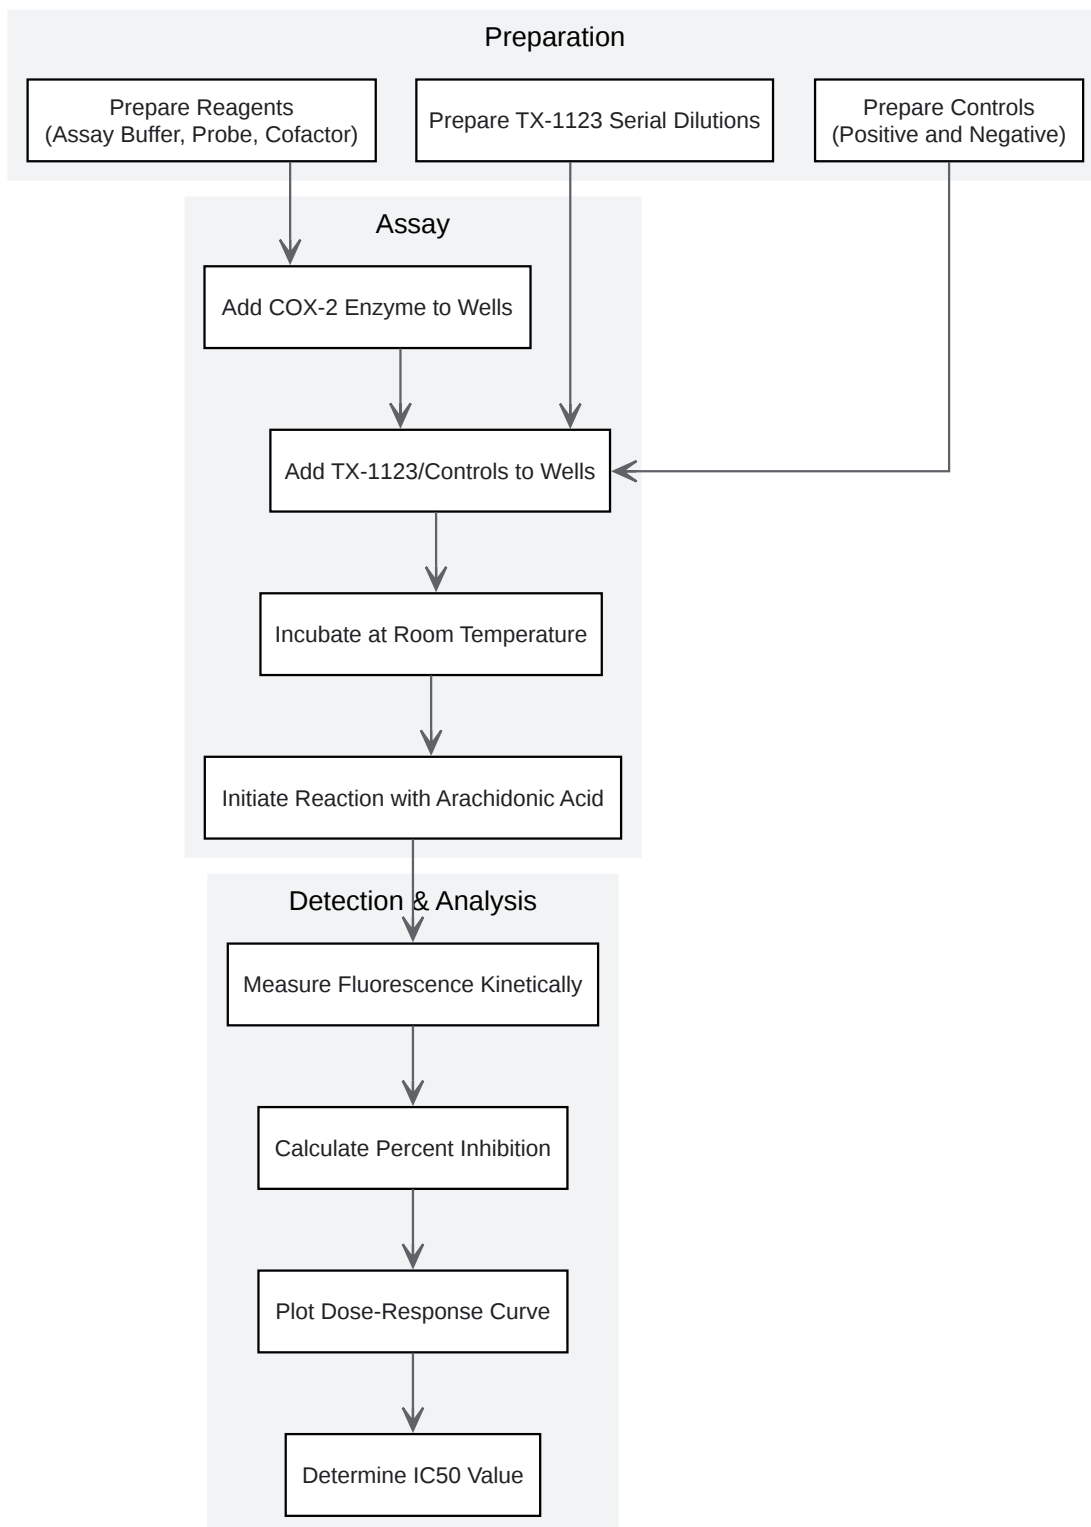 Preparation
Prepare Reagents
(Assay Buffer, Probe, Cofactor)
Prepare TX-1123 Serial Dilutions
Prepare Controls
(Positive and Negative)
Assay
Add COX-2 Enzyme to Wells
Add TX-1123/Controls to Wells
Incubate at Room Temperature
Initiate Reaction with Arachidonic Acid
Detection & Analysis
Measure Fluorescence Kinetically
Calculate Percent Inhibition
Plot Dose-Response Curve
Determine IC50 Value